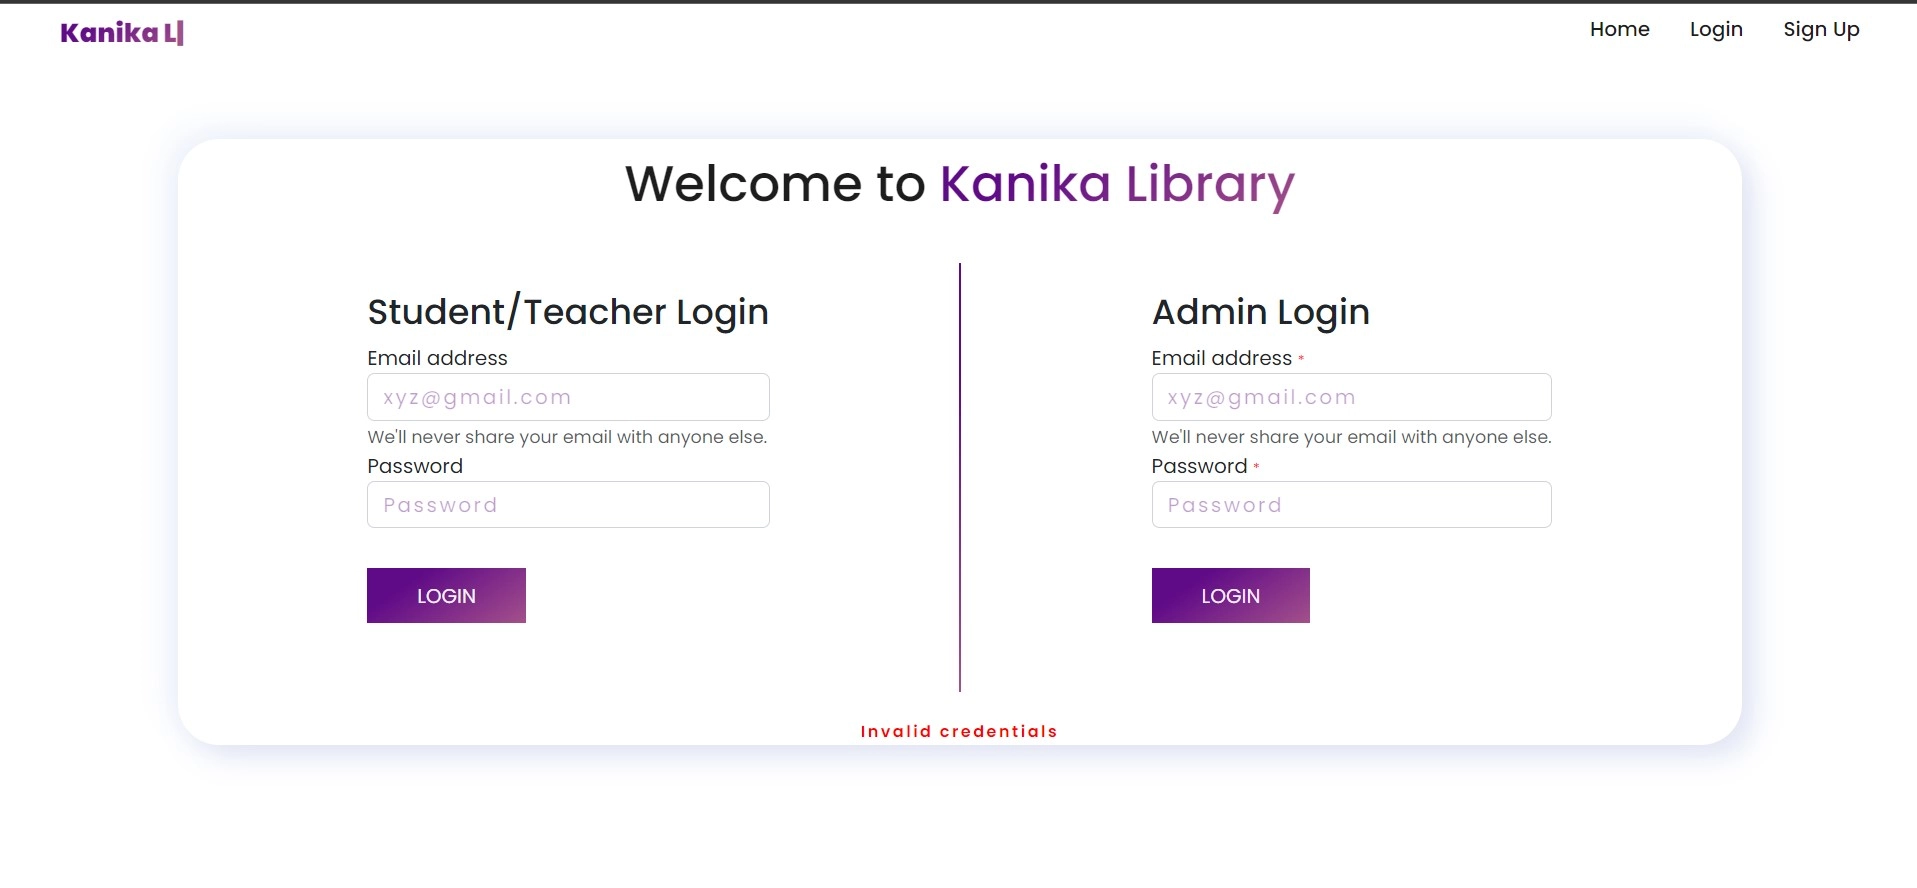 Kanika L|
Home Login Sign Up
Welcome to Kanika Library
Student/Teacher Login
Email address
xyz@gmail.com
We'll never share your email with anyone else.
Password
Password
LOGIN
Admin Login
Email address *
xyz@gmail.com
We'll never share your email with anyone else.
Password *
Password
LOGIN
Invalid credentials